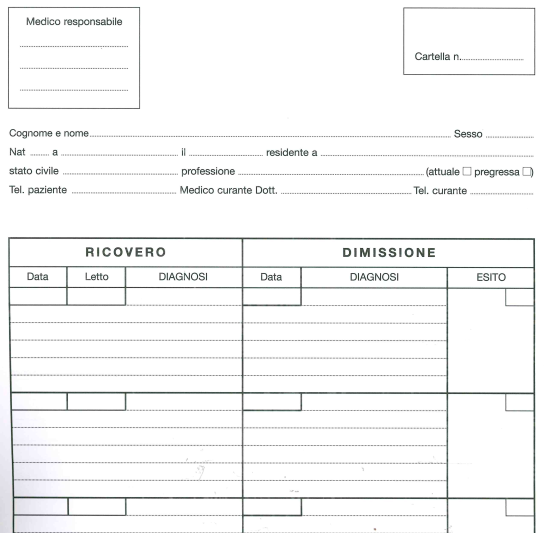 Medico responsabile
Cartella n.
Cognome e nome Sesso
Nat a il residente a
stato civile professione (attuale pregressa )
Tel. paziente Medico curante Dott. Tel. curante
RICOVERO DIMISSIONE
Data Letto DIAGNOSI Data DIAGNOSI ESITO